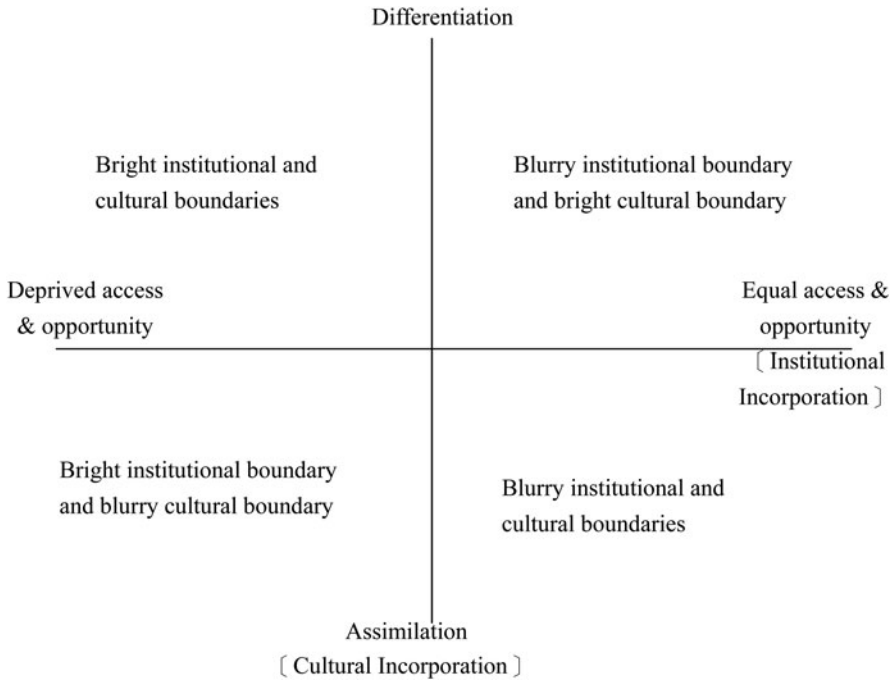 Differentiation
Bright institutional and
cultural boundaries
Blurry institutional boundary
and bright cultural boundary
Deprived access
& opportunity
Equal access &
opportunity
〔 Institutional
Incorporation 〕
Bright institutional boundary
and blurry cultural boundary
Blurry institutional and
cultural boundaries
Assimilation
〔 Cultural Incorporation 〕